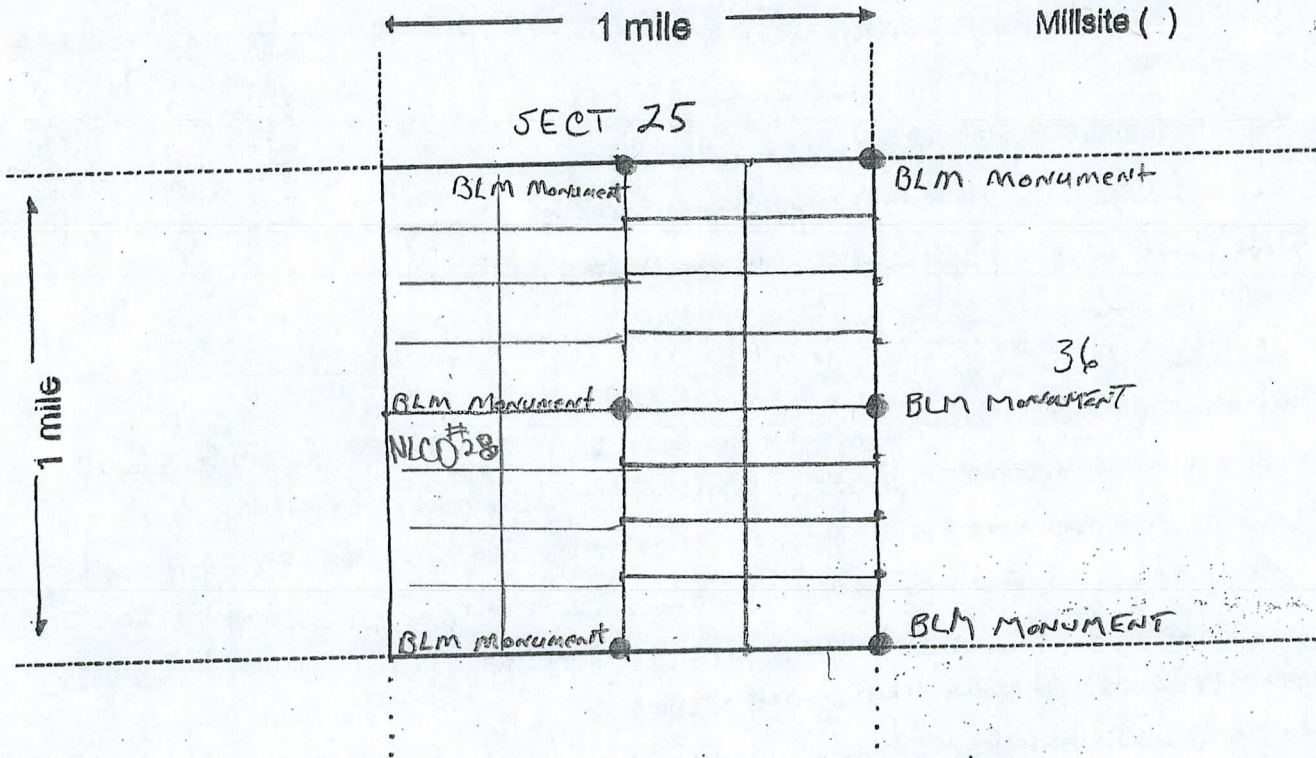 1 mile
Millsite ( )
SECT 25
BLM Monument
BLM Monument
36
BLM Monument
BLM MONUMENT
1 mile
NLCO #28
BLM Monument
BLM MONUMENT